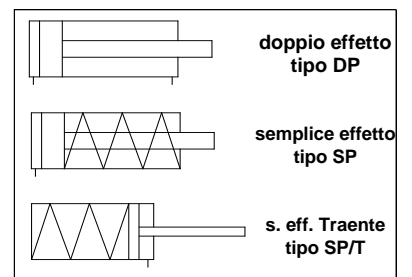 doppio effetto
tipo DP
semplice effetto
tipo SP
s. eff. Traente
tipo SP/T